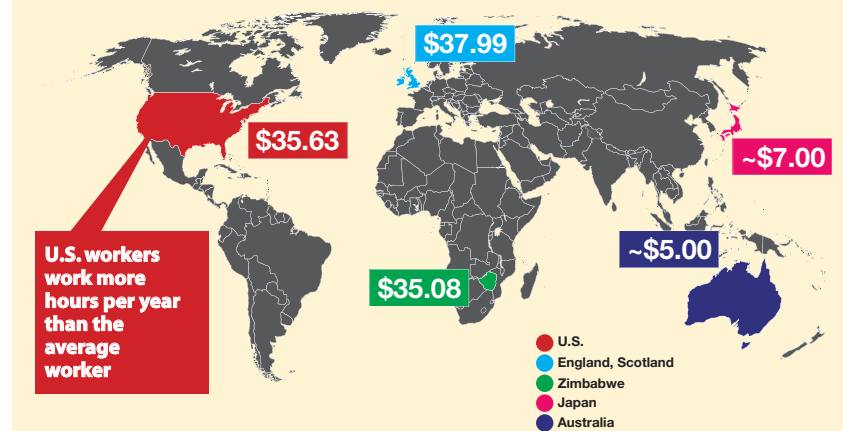 $37.99
$35.63
~$7.00
~$5.00
$35.08
U.S. workers
work more
hours per year
than the
average
worker
U.S.
England, Scotland
Zimbabwe
Japan
Australia